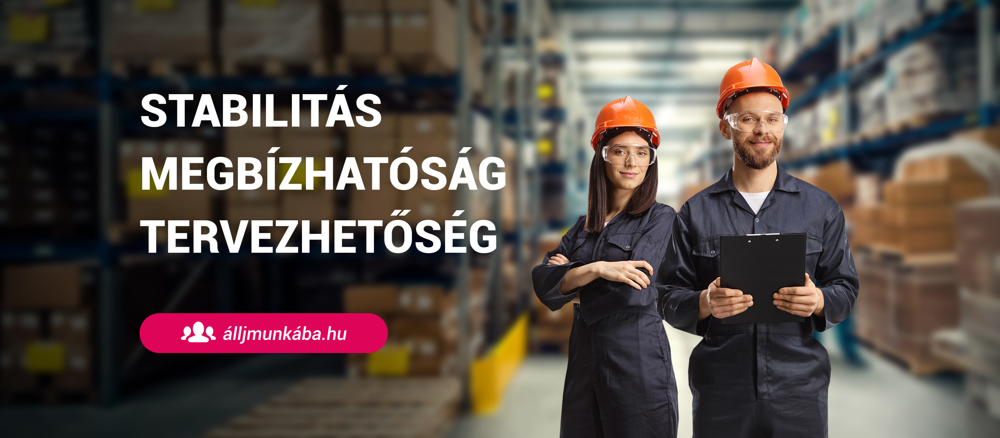 STABILITÁS
MEGBÍZHATÓSÁG
TERVEZHETŐSÉG
álljmunkába.hu